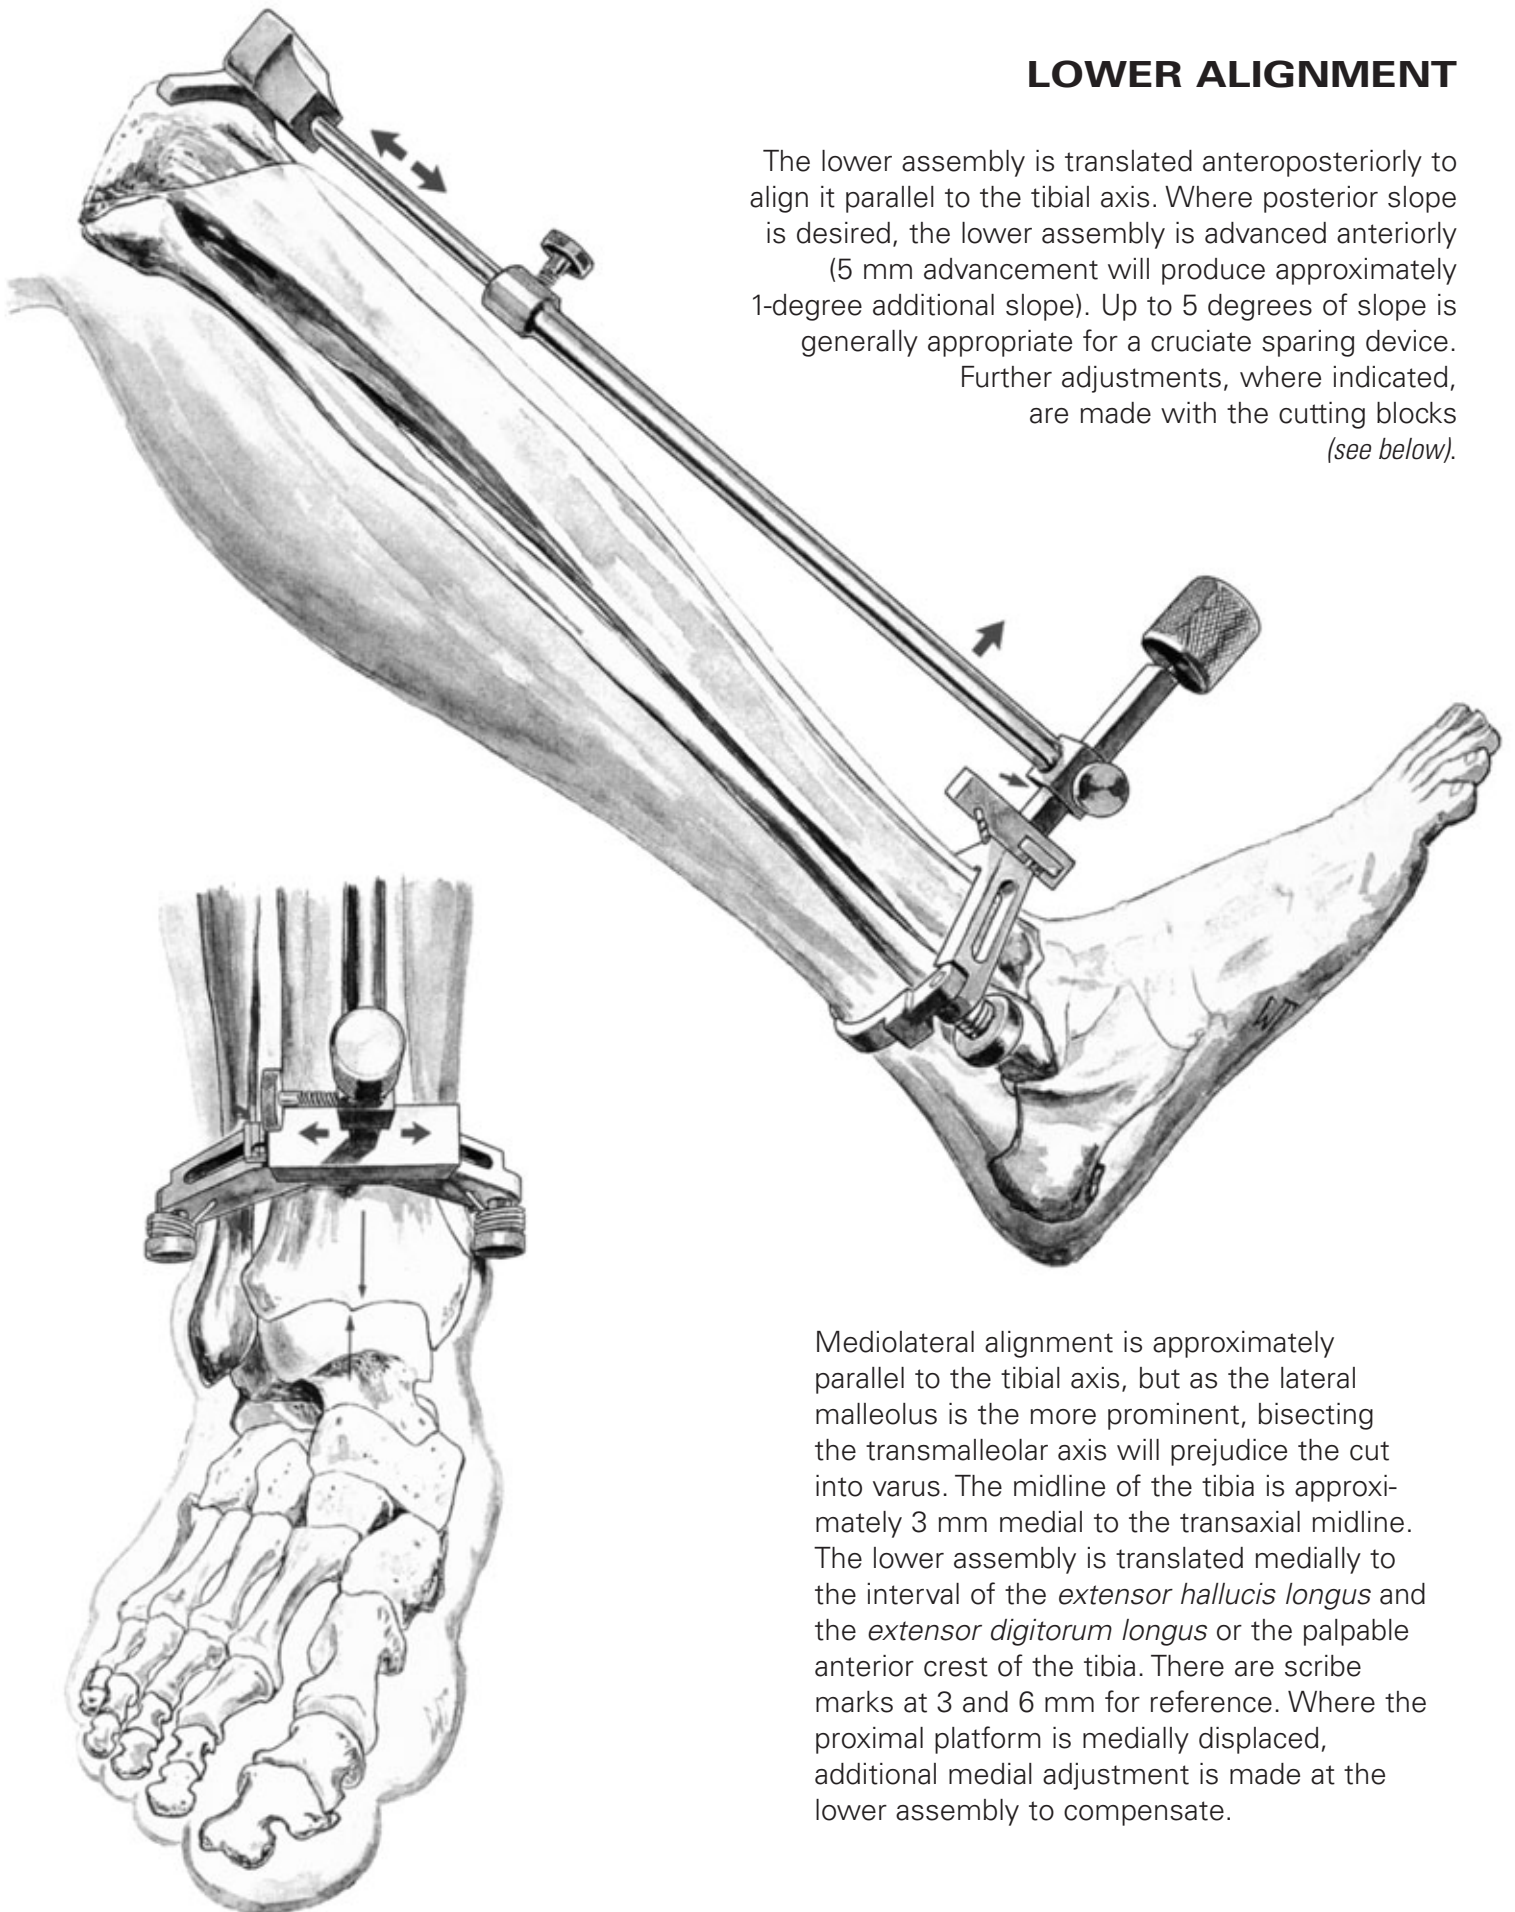 LOWER ALIGNMENT
The lower assembly is translated anteroposteriorly to
align it parallel to the tibial axis. Where posterior slope
is desired, the lower assembly is advanced anteriorly
(5 mm advancement will produce approximately
1-degree additional slope). Up to 5 degrees of slope is
generally appropriate for a cruciate sparing device.
Further adjustments, where indicated,
are made with the cutting blocks
(see below).
Mediolateral alignment is approximately
parallel to the tibial axis, but as the lateral
malleolus is the more prominent, bisecting
the transmalleolar axis will prejudice the cut
into varus. The midline of the tibia is approxi-
mately 3 mm medial to the transaxial midline.
The lower assembly is translated medially to
the interval of the extensor hallucis longus and
the extensor digitorum longus or the palpable
anterior crest of the tibia. There are scribe
marks at 3 and 6 mm for reference. Where the
proximal platform is medially displaced,
additional medial adjustment is made at the
lower assembly to compensate.